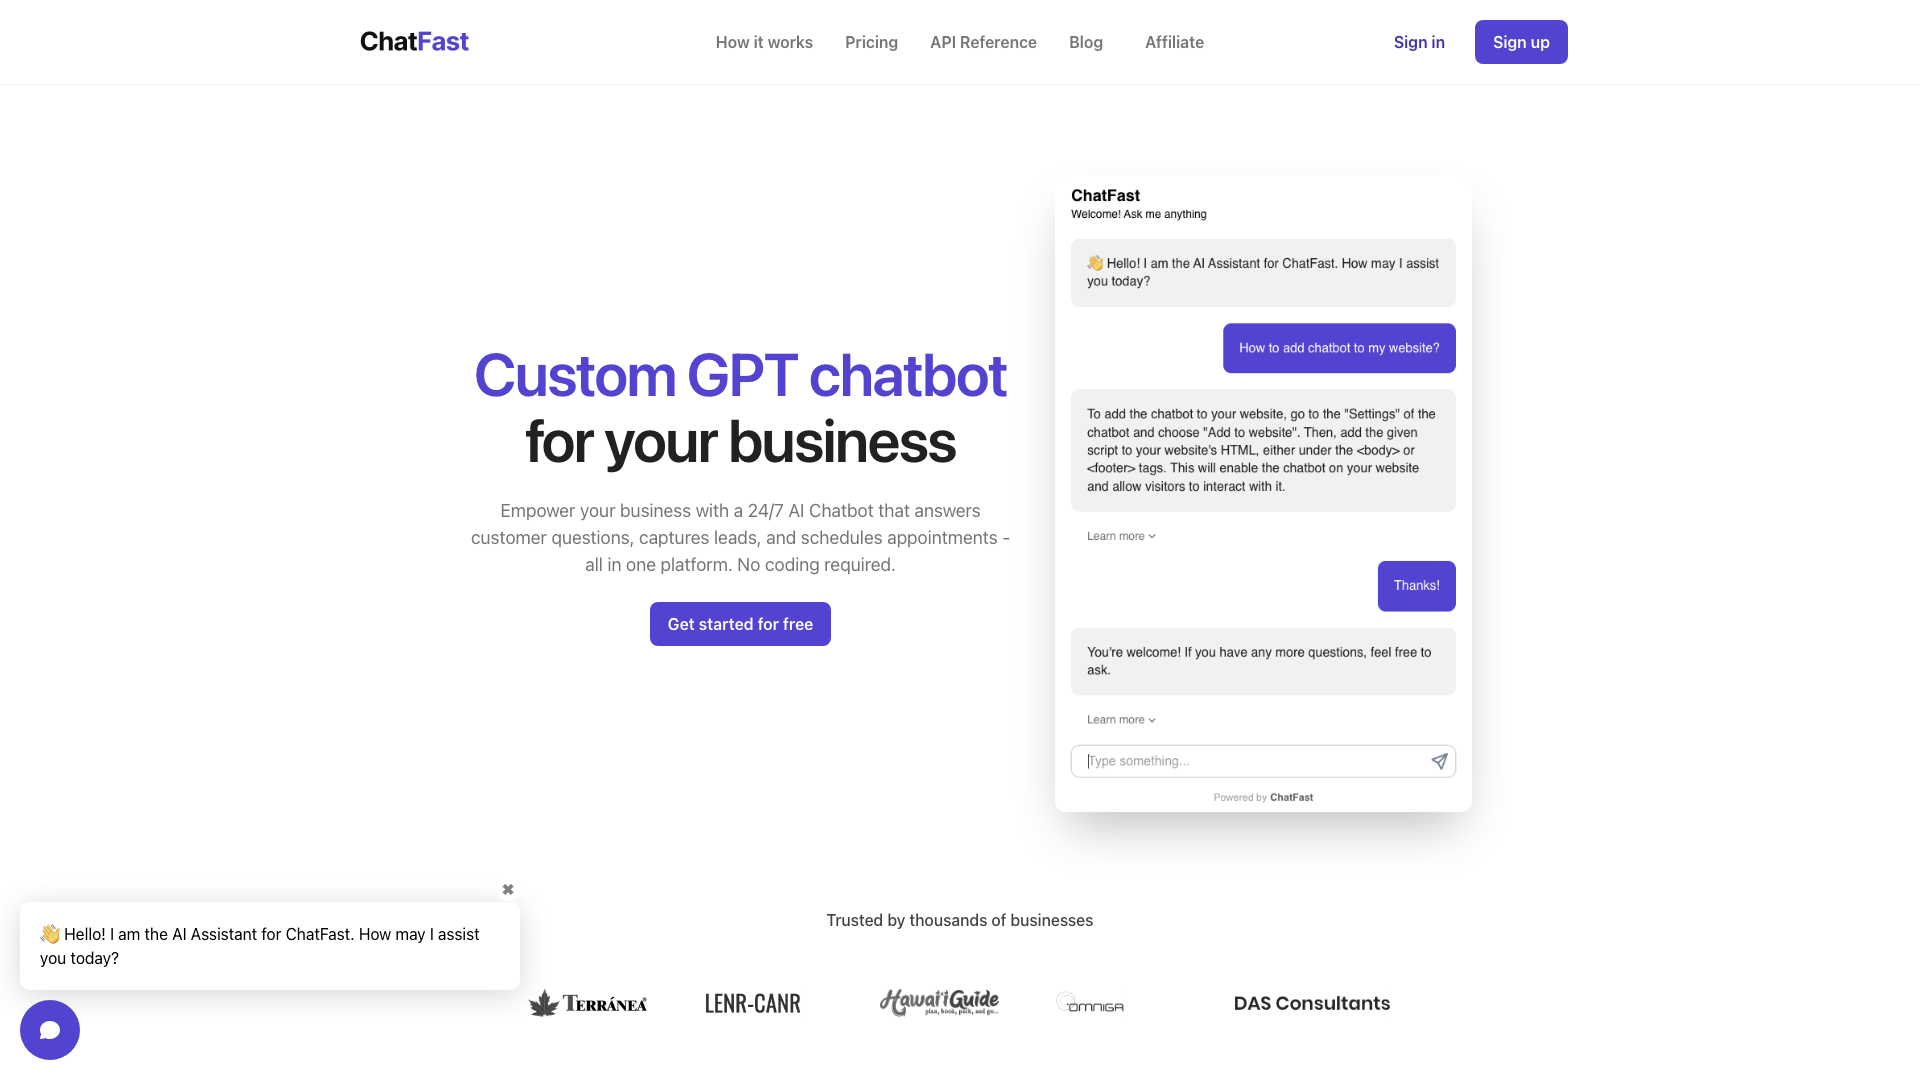 ChatFast
How it works
Pricing
API Reference
Blog
Affiliate
Sign in
Sign up
Custom GPT chatbot
for your business
Empower your business with a 24/7 AI Chatbot that answers
customer questions, captures leads, and schedules appointments -
all in one platform. No coding required.
Get started for free
ChatFast
Welcome! Ask me anything
👋 Hello! I am the AI Assistant for ChatFast. How may I assist
you today?
How to add chatbot to my website?
To add the chatbot to your website, go to the "Settings" of the
chatbot and choose "Add to website". Then, add the given
script to your website's HTML, either under the <body> or
<footer> tags. This will enable the chatbot on your website
and allow visitors to interact with it.
Learn more
Thanks!
You're welcome! If you have any more questions, feel free to
ask.
Learn more
Type something...
Powered by ChatFast
Trusted by thousands of businesses
👋 Hello! I am the AI Assistant for ChatFast. How may I assist
you today?
TERRÁNEA
LENR-CANR
Hawai'i Guide
plan, book, pack, and go...
OMNIGA
DAS Consultants